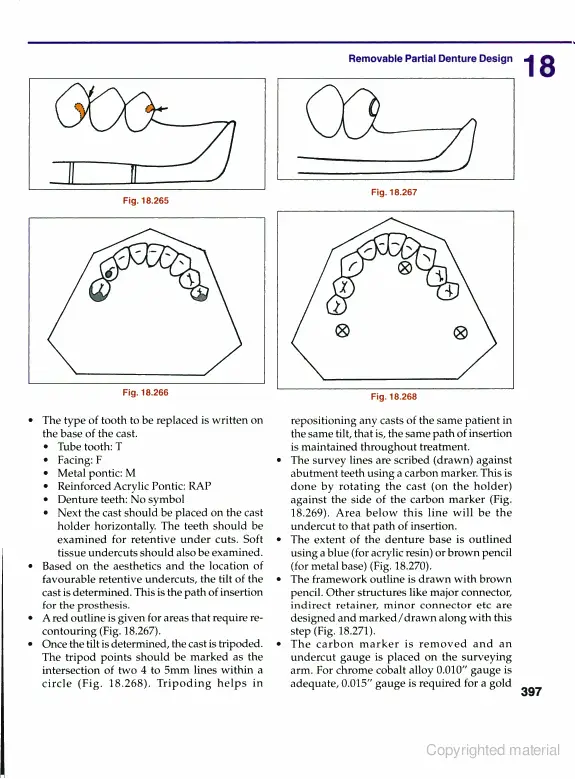 Removable Partial Denture Design
18
Fig. 18.265
Fig. 18.267
Fig. 18.266
Fig. 18.268
• The type of tooth to be replaced is written on
the base of the cast.
• Tube tooth: T
• Facing: F
• Metal pontic: M
• Reinforced Acrylic Pontic: RAP
• Denture teeth: No symbol
• Next the cast should be placed on the cast
holder horizontally. The teeth should be
examined for retentive under cuts. Soft
tissue undercuts should also be examined.
• Based on the aesthetics and the location of
favourable retentive undercuts, the tilt of the
cast is determined. This is the path of insertion
for the prosthesis.
• A red outline is given for areas that require re-
contouring (Fig. 18.267).
• Once the tilt is determined, the cast is tripoded.
The tripod points should be marked as the
intersection of two 4 to 5mm lines within a
circle (Fig. 18.268). Tripoding helps in
repositioning any casts of the same patient in
the same tilt, that is, the same path of insertion
is maintained throughout treatment.
• The survey lines are scribed (drawn) against
abutment teeth using a carbon marker. This is
done by rotating the cast (on the holder)
against the side of the carbon marker (Fig.
18.269). Area below this line will be the
undercut to that path of insertion.
• The extent of the denture base is outlined
using a blue (for acrylic resin) or brown pencil
(for metal base) (Fig. 18.270).
• The framework outline is drawn with brown
pencil. Other structures like major connector,
indirect retainer, minor connector etc are
designed and marked/drawn along with this
step (Fig. 18.271).
• The carbon marker is removed and an
undercut gauge is placed on the surveying
arm. For chrome cobalt alloy 0.010" gauge is
adequate, 0.015" gauge is required for a gold
397
Copyrighted material